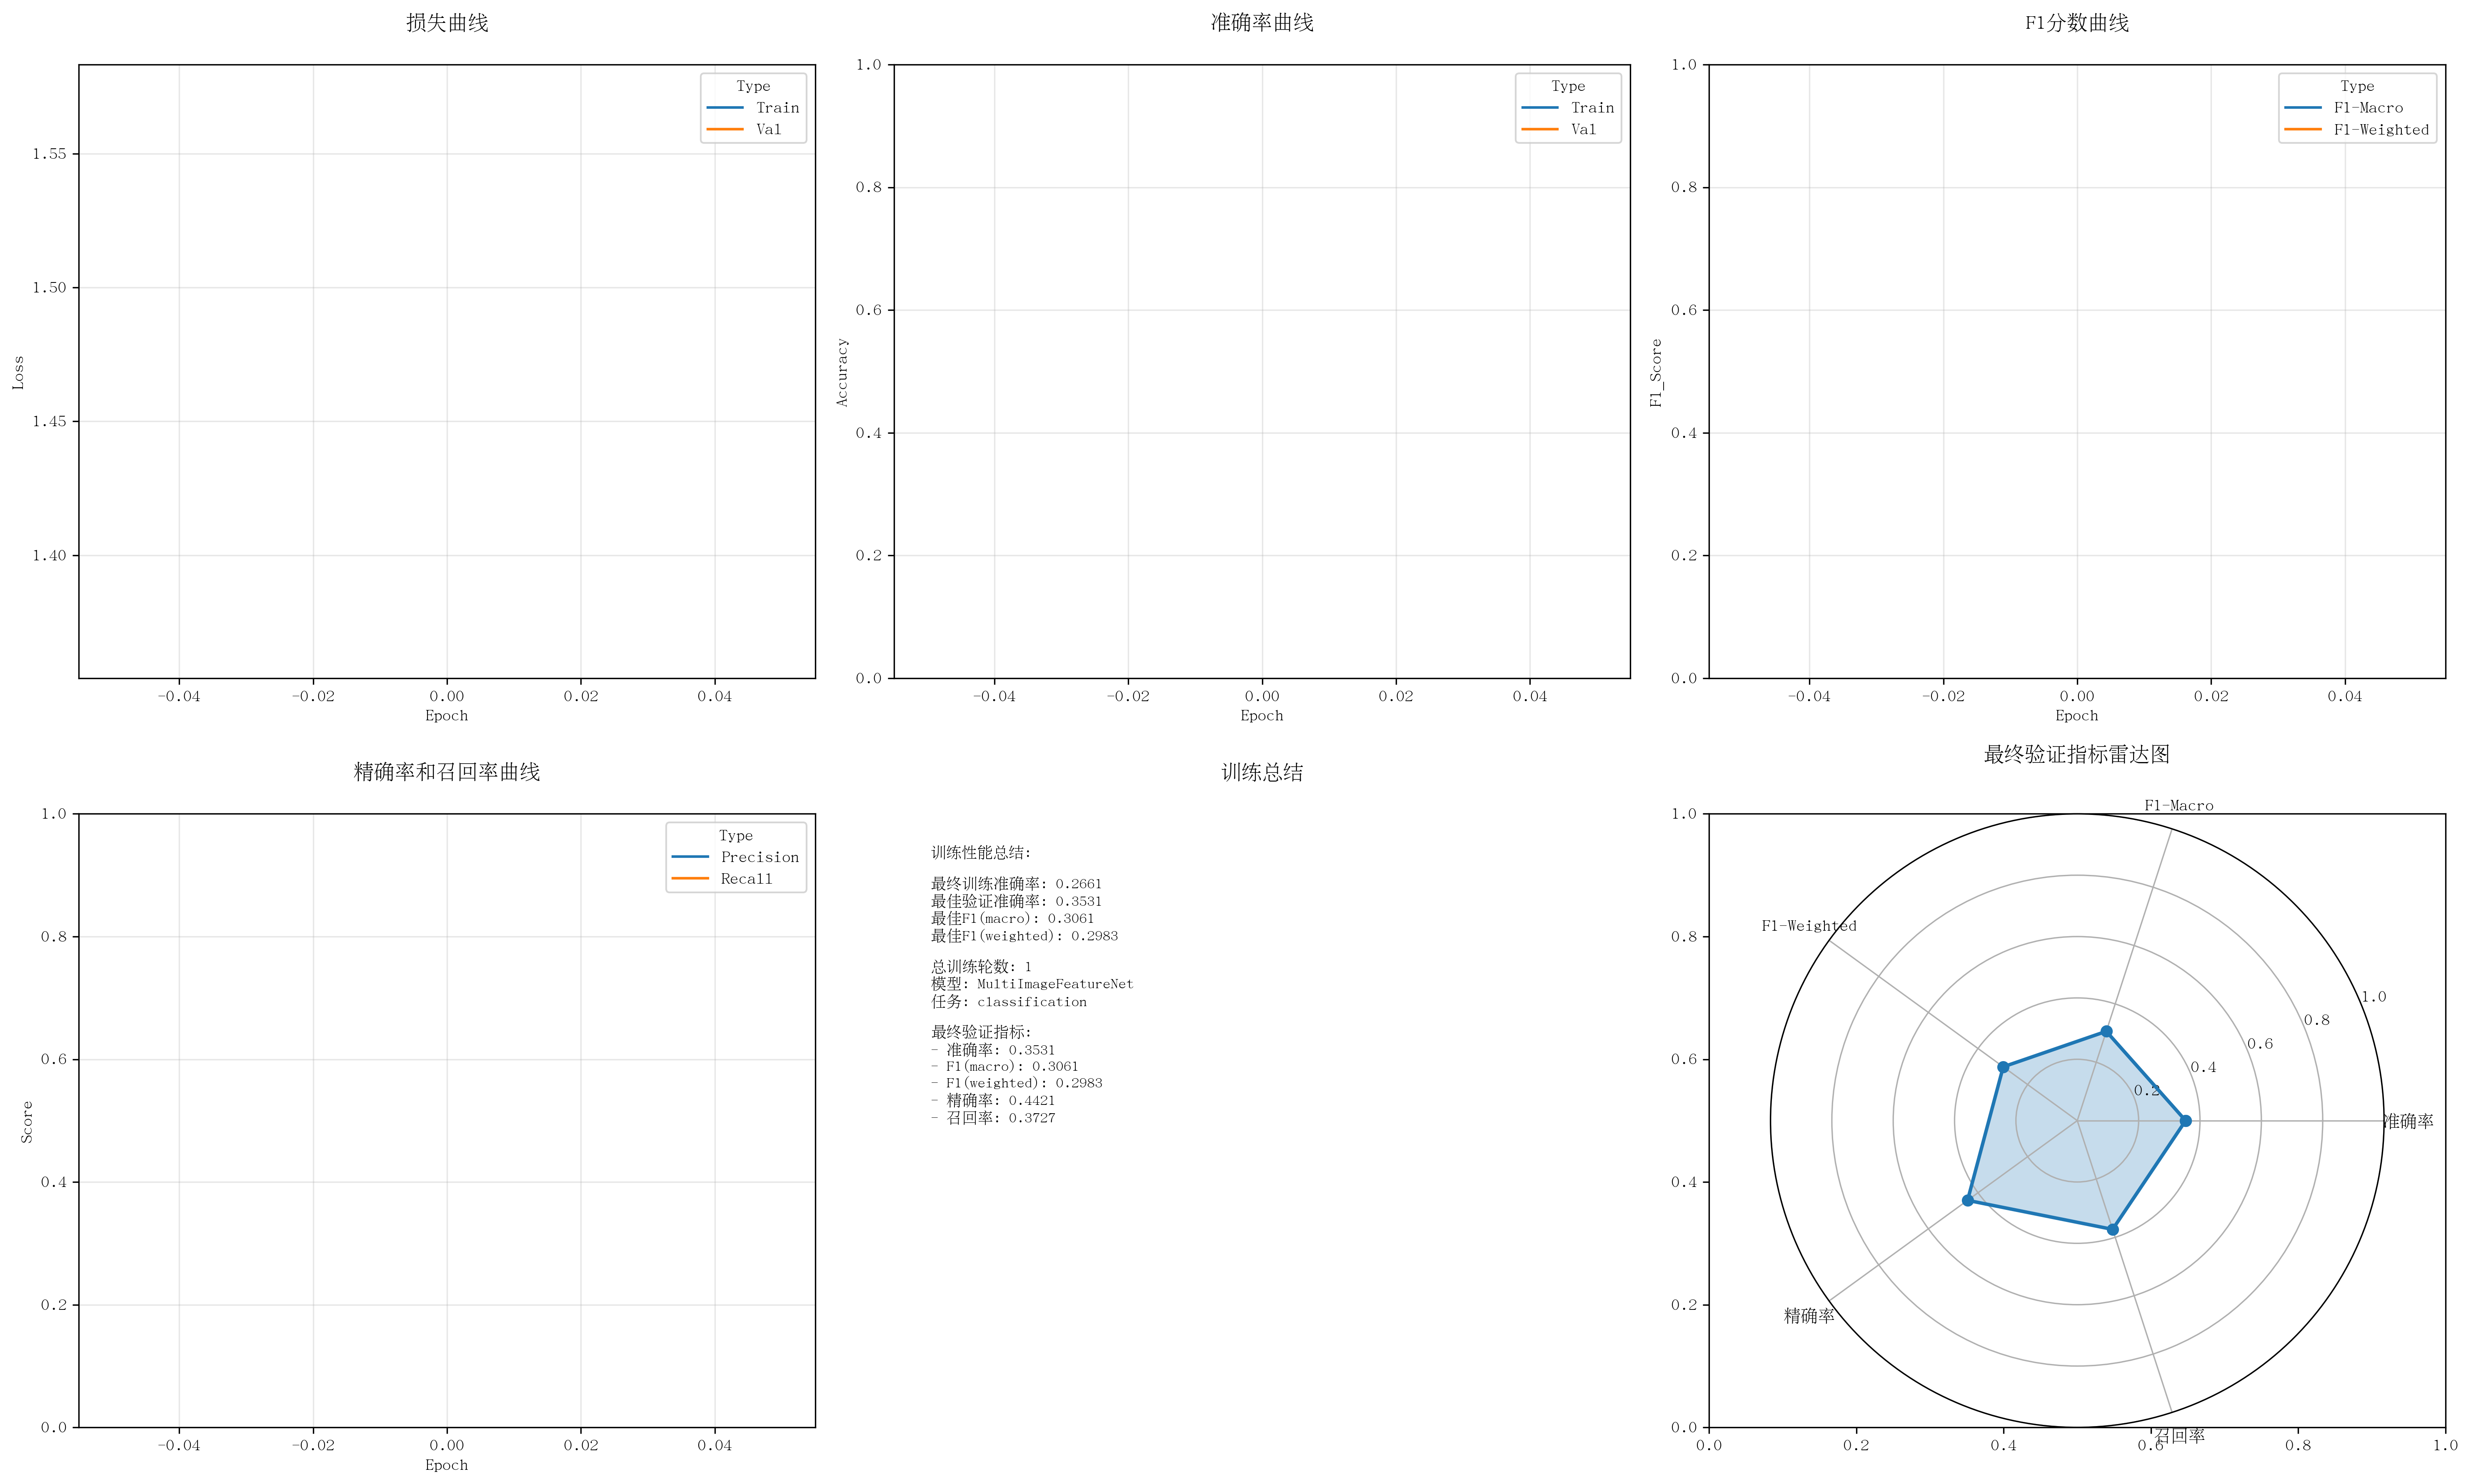 损失曲线
Type
Train
Val
1.55
1.50
1.45
1.40
Loss
-0.04
-0.02
0.00
0.02
0.04
Epoch
准确率曲线
Type
Train
Val
1.0
0.8
0.6
0.4
0.2
0.0
Accuracy
-0.04
-0.02
0.00
0.02
0.04
Epoch
F1分数曲线
Type
F1-Macro
F1-Weighted
1.0
0.8
0.6
0.4
0.2
0.0
F1_Score
-0.04
-0.02
0.00
0.02
0.04
Epoch
精确率和召回率曲线
Type
Precision
Recall
1.0
0.8
0.6
0.4
0.2
0.0
Score
-0.04
-0.02
0.00
0.02
0.04
Epoch
训练总结
训练性能总结:
最终训练准确率: 0.2661
最佳验证准确率: 0.3531
最佳F1(macro): 0.3061
最佳F1(weighted): 0.2983
总训练轮数: 1
模型: MultiImageFeatureNet
任务: classification
最终验证指标:
- 准确率: 0.3531
- F1(macro): 0.3061
- F1(weighted): 0.2983
- 精确率: 0.4421
- 召回率: 0.3727
最终验证指标雷达图
F1-Macro
F1-Weighted
准确率
精确率
召回率
1.0
0.8
0.6
0.4
0.2
1.0
0.8
0.6
0.4
0.2
0.0
0.0
0.2
0.4
0.6
0.8
1.0